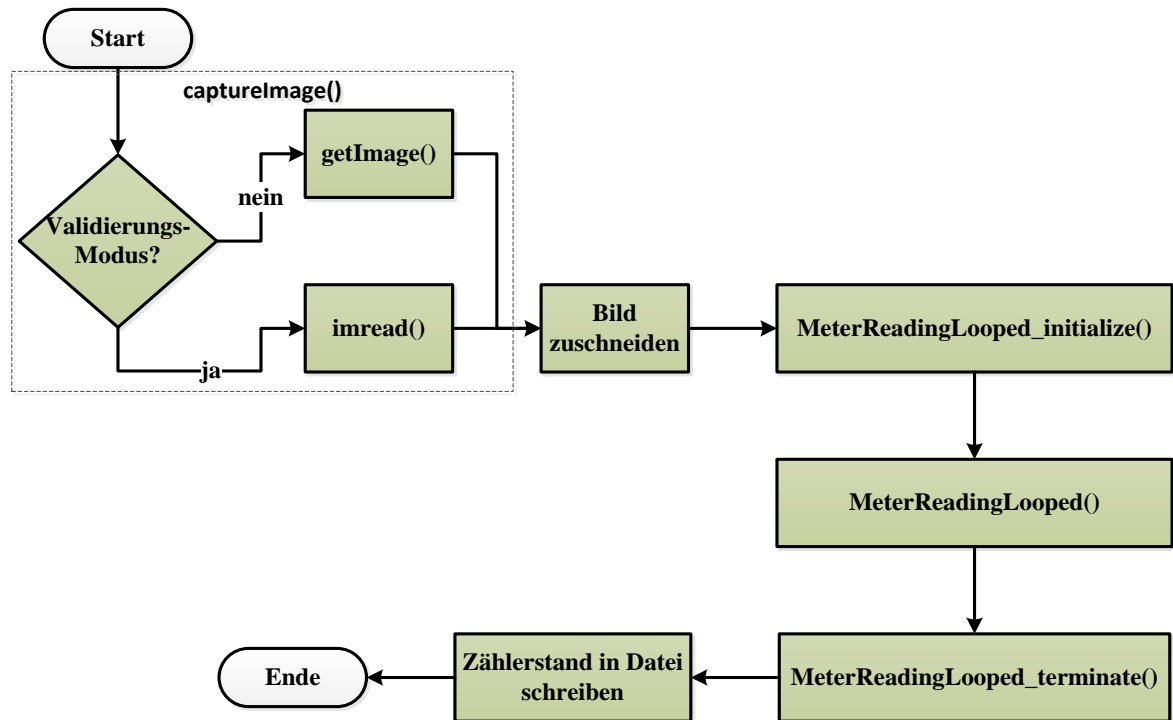 Start
captureImage()
getImage()
nein
Validierungs-
Modus?
imread()
ja
Bild
zuschneiden
MeterReadingLooped_initialize()
MeterReadingLooped()
MeterReadingLooped_terminate()
Zählerstand in Datei
schreiben
Ende